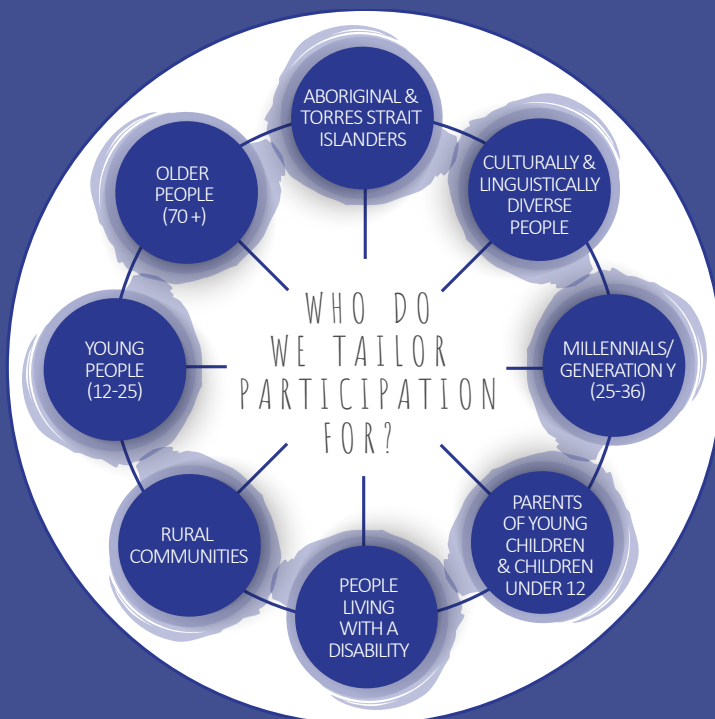 WHO DO
WE TAILOR
PARTICIPATION
FOR?
ABORIGINAL &
TORRES STRAIT
ISLANDERS
CULTURALLY &
LINGUISTICALLY
DIVERSE
PEOPLE
MILLENNIALS/
GENERATION Y
(25-36)
PARENTS
OF YOUNG
CHILDREN
& CHILDREN
UNDER 12
PEOPLE
LIVING
WITH A
DISABILITY
RURAL
COMMUNITIES
YOUNG
PEOPLE
(12-25)
OLDER
PEOPLE
(70 +)